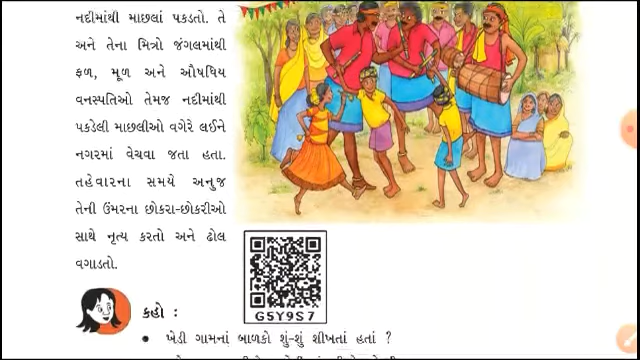 નદીમાંથી માછલાં પકડતો. તે
અને તેના મિત્રો જંગલમાંથી
ફળ, મૂળ અને ઔષધિય
વનસ્પતિઓ તેમજ નદીમાંથી
પકડેલી માછલીઓ વગેરે લઈને
નગરમાં વેચવા જતા હતા.
તહેવારના સમયે અનુજ
તેની ઉંમરના છોકરા-છોકરીઓ
સાથે નૃત્ય કરતો અને ઢોલ
વગાડતો.
G5Y9S7
કહો :
• ખેડી ગામનાં બાળકો શું-શું શીખતાં હતાં ?